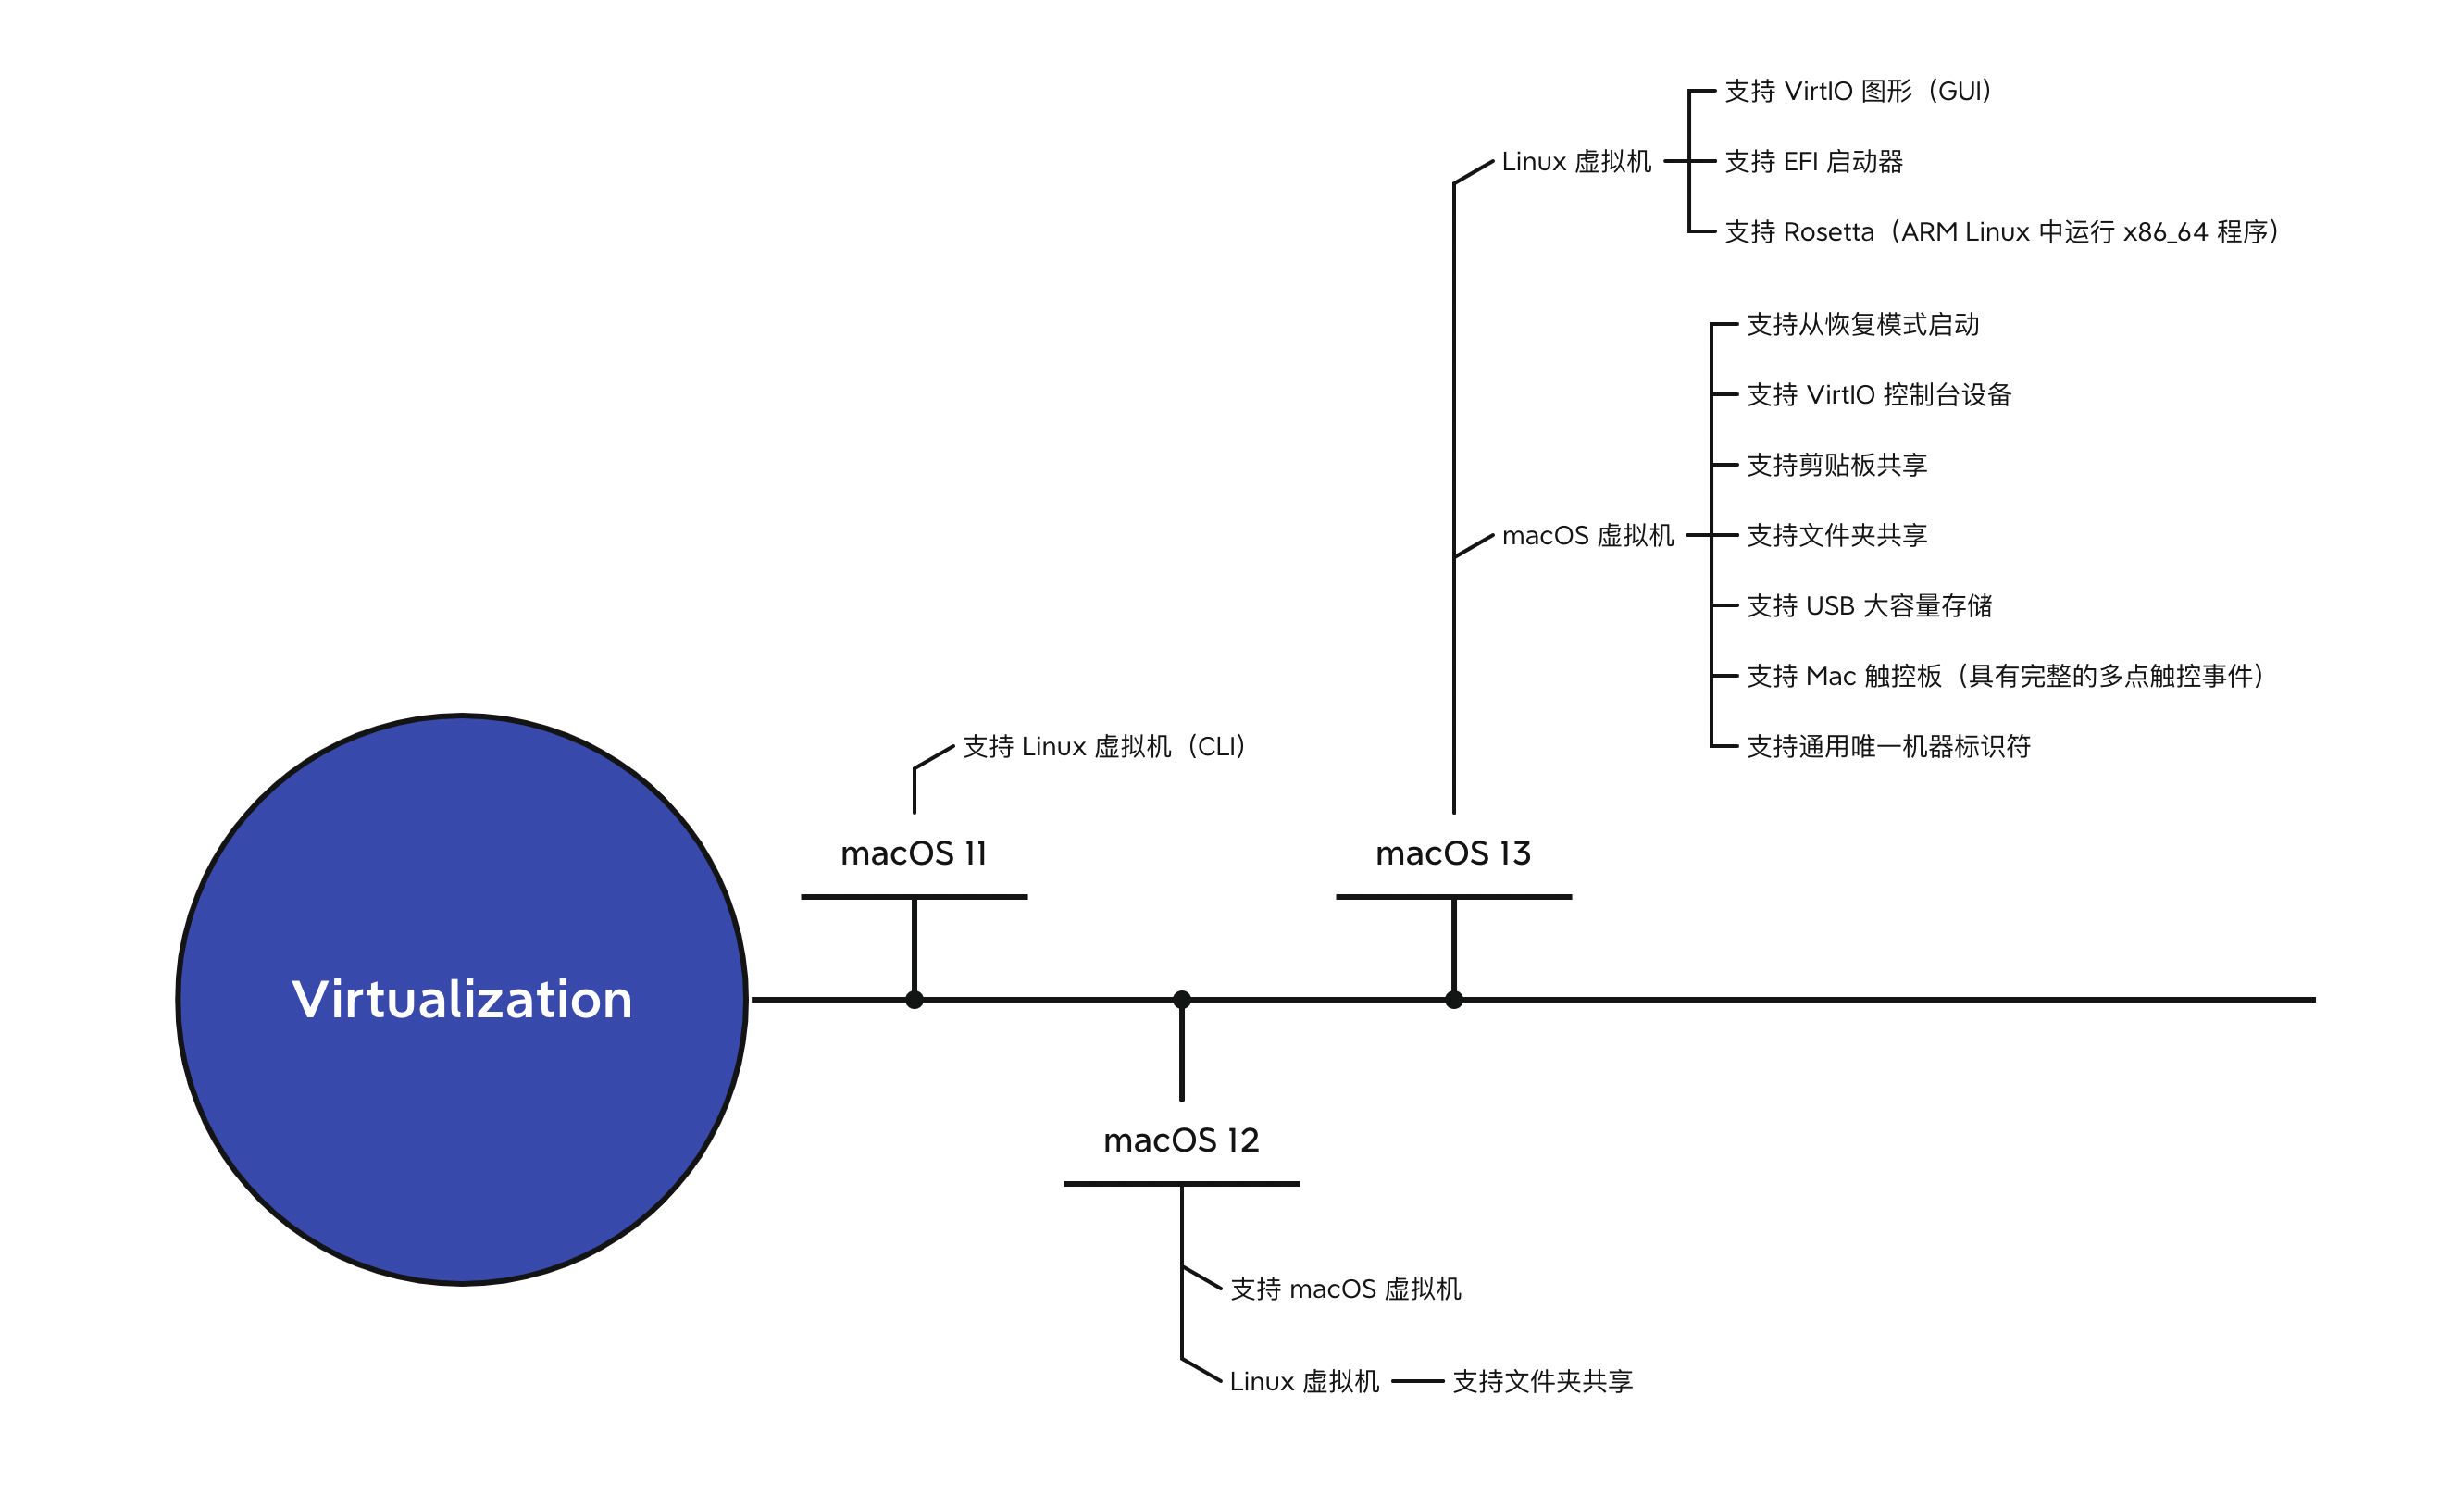 Virtualization
macOS 11
支持 Linux 虚拟机（CLI）
macOS 12
支持 macOS 虚拟机
Linux 虚拟机
支持文件夹共享
macOS 13
Linux 虚拟机
支持 VirtIO 图形（GUI）
支持 EFI 启动器
支持 Rosetta（ARM Linux 中运行 x86_64 程序）
macOS 虚拟机
支持从恢复模式启动
支持 VirtIO 控制台设备
支持剪贴板共享
支持文件夹共享
支持 USB 大容量存储
支持 Mac 触控板（具有完整的多点触控事件）
支持通用唯一机器标识符